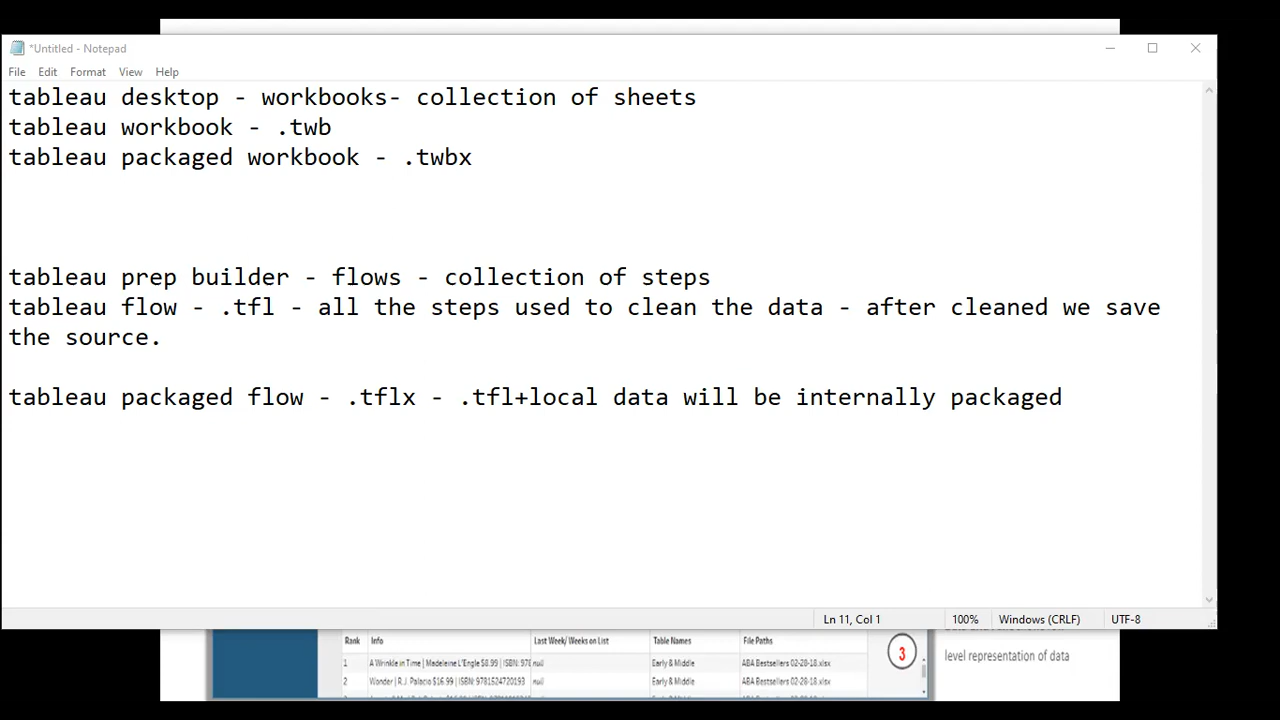 *Untitled - Notepad
File Edit Format View Help
tableau desktop - workbooks- collection of sheets
tableau workbook - .twb
tableau packaged workbook - .twbx
tableau prep builder - flows - collection of steps
tableau flow - .tfl - all the steps used to clean the data - after cleaned we save
the source.
tableau packaged flow - .tflx - .tfl+local data will be internally packaged
Ln 11, Col 1 100% Windows (CRLF) UTF-8
Rank Info Last Week/ Weeks on List Table Names File Paths
1 A Wrinkle in Time | Madeleine L'Engle $8.99 | ISBN: 978 null Early & Middle ABA Bestsellers 02-28-18.xlsx
2 Wonder | R.J. Palacio $16.99 | ISBN: 9781524720193 null Early & Middle ABA Bestsellers 02-28-18.xlsx
3
level representation of data